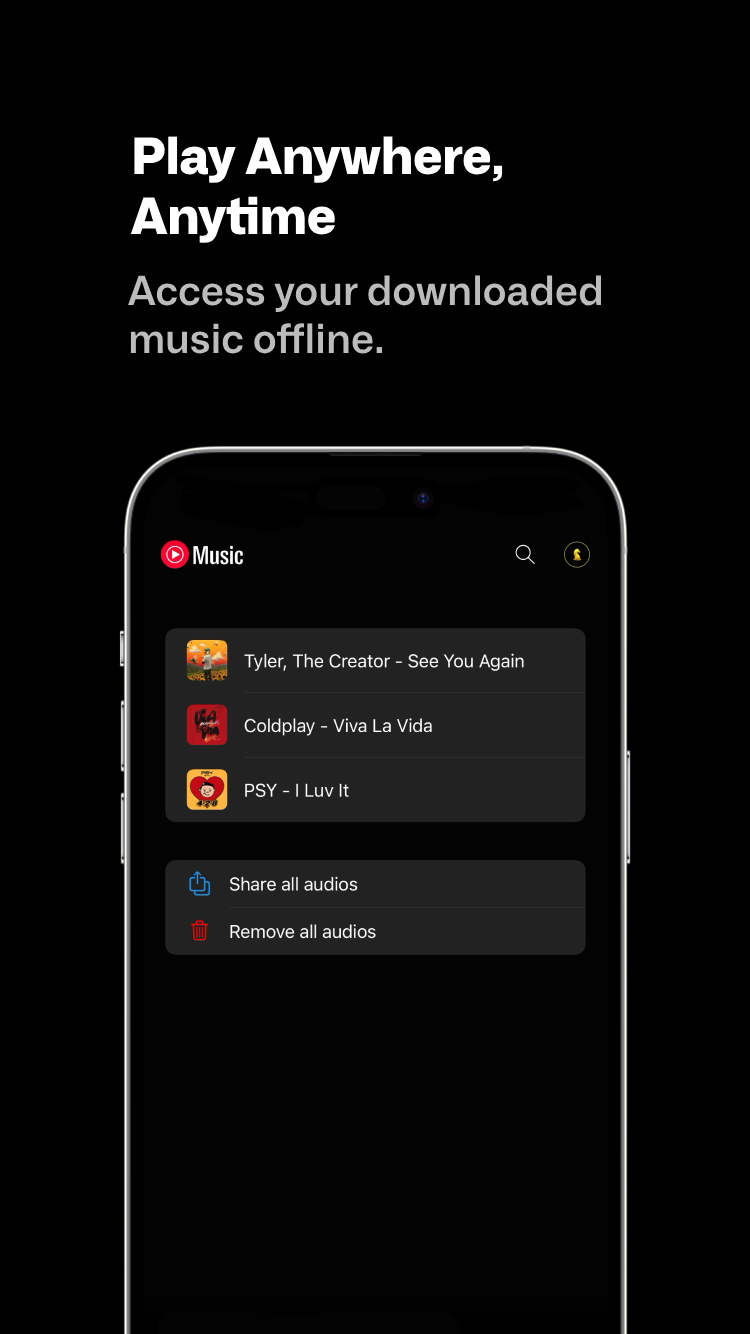 Play Anywhere,
Anytime
Access your downloaded
music offline.
Music
Tyler, The Creator - See You Again
Coldplay - Viva La Vida
PSY - I Luv It
Share all audios
Remove all audios